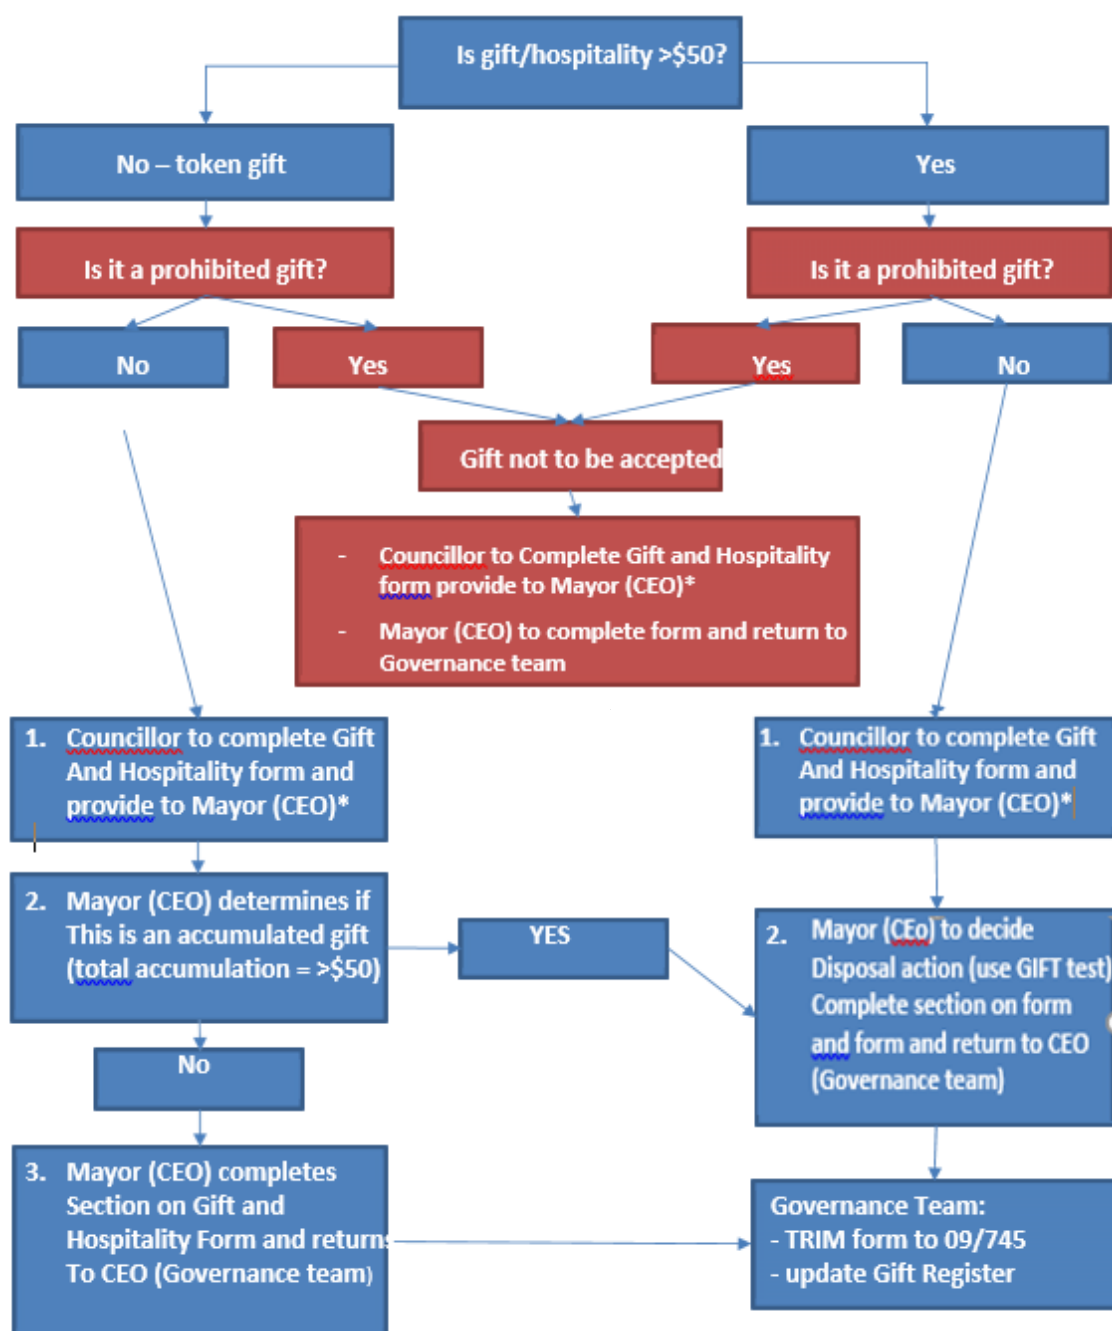 Is gift/hospitality >$50?
No – token gift
Yes
Is it a prohibited gift?
Is it a prohibited gift?
No
Yes
Yes
No
Gift not to be accepted
- Councillor to Complete Gift and Hospitality
form provide to Mayor (CEO)*
- Mayor (CEO) to complete form and return to
Governance team
1. Councillor to complete Gift
And Hospitality form and
provide to Mayor (CEO)*
1. Councillor to complete Gift
And Hospitality form and
provide to Mayor (CEO)*
2. Mayor (CEO) determines if
This is an accumulated gift
(total accumulation = >$50)
YES
2. Mayor (CEo) to decide
Disposal action (use GIFT test)
Complete section on form
and form and return to CEO
(Governance team)
No
3. Mayor (CEO) completes
Section on Gift and
Hospitality Form and returns
To CEO (Governance team)
Governance Team:
- TRIM form to 09/745
- update Gift Register